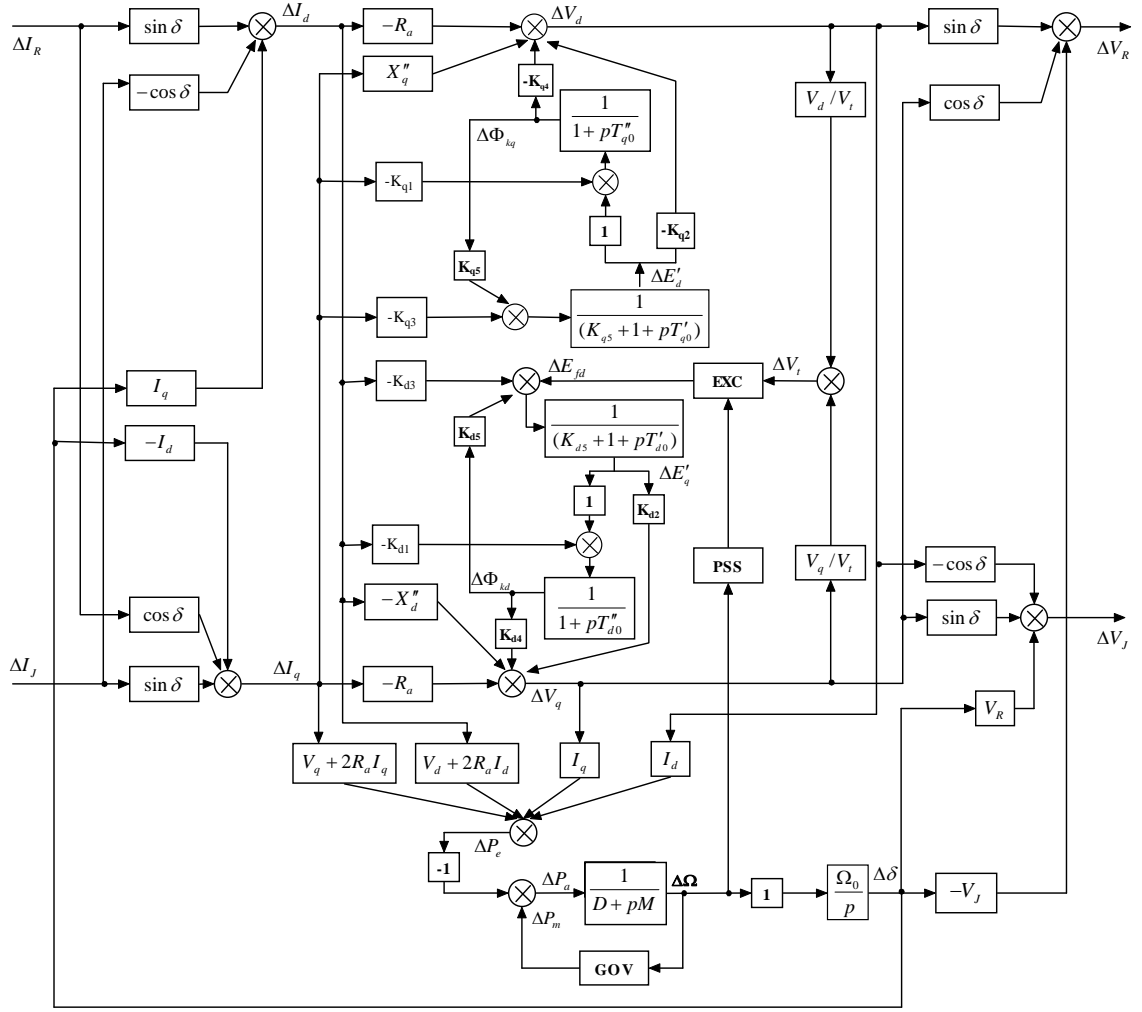 ΔI_R
sin δ
ΔI_d
−R_a
ΔV_d
sin δ
ΔV_R
−cos δ
X″_q
-K_q4
V_d / V_t
cos δ
ΔΦ_kq
1 / (1 + pT″_q0)
-K_q1
1
-K_q2
K_q5
ΔE′_d
-K_q3
1 / (K_q5 + 1 + pT′_q0)
I_q
-K_d3
ΔE_fd
EXC
ΔV_t
−I_d
K_d5
1 / (K_d5 + 1 + pT′_d0)
ΔE′_q
1
K_d2
-K_d1
PSS
V_q / V_t
−cos δ
ΔΦ_kd
cos δ
−X″_d
K_d4
1 / (1 + pT″_d0)
sin δ
ΔV_J
ΔI_J
sin δ
ΔI_q
−R_a
ΔV_q
V_R
V_q + 2R_a I_q
V_d + 2R_a I_d
I_q
I_d
ΔP_e
-1
ΔP_a
1 / (D + pM)
ΔΩ
1
Ω_0 / p
Δδ
−V_J
ΔP_m
GOV